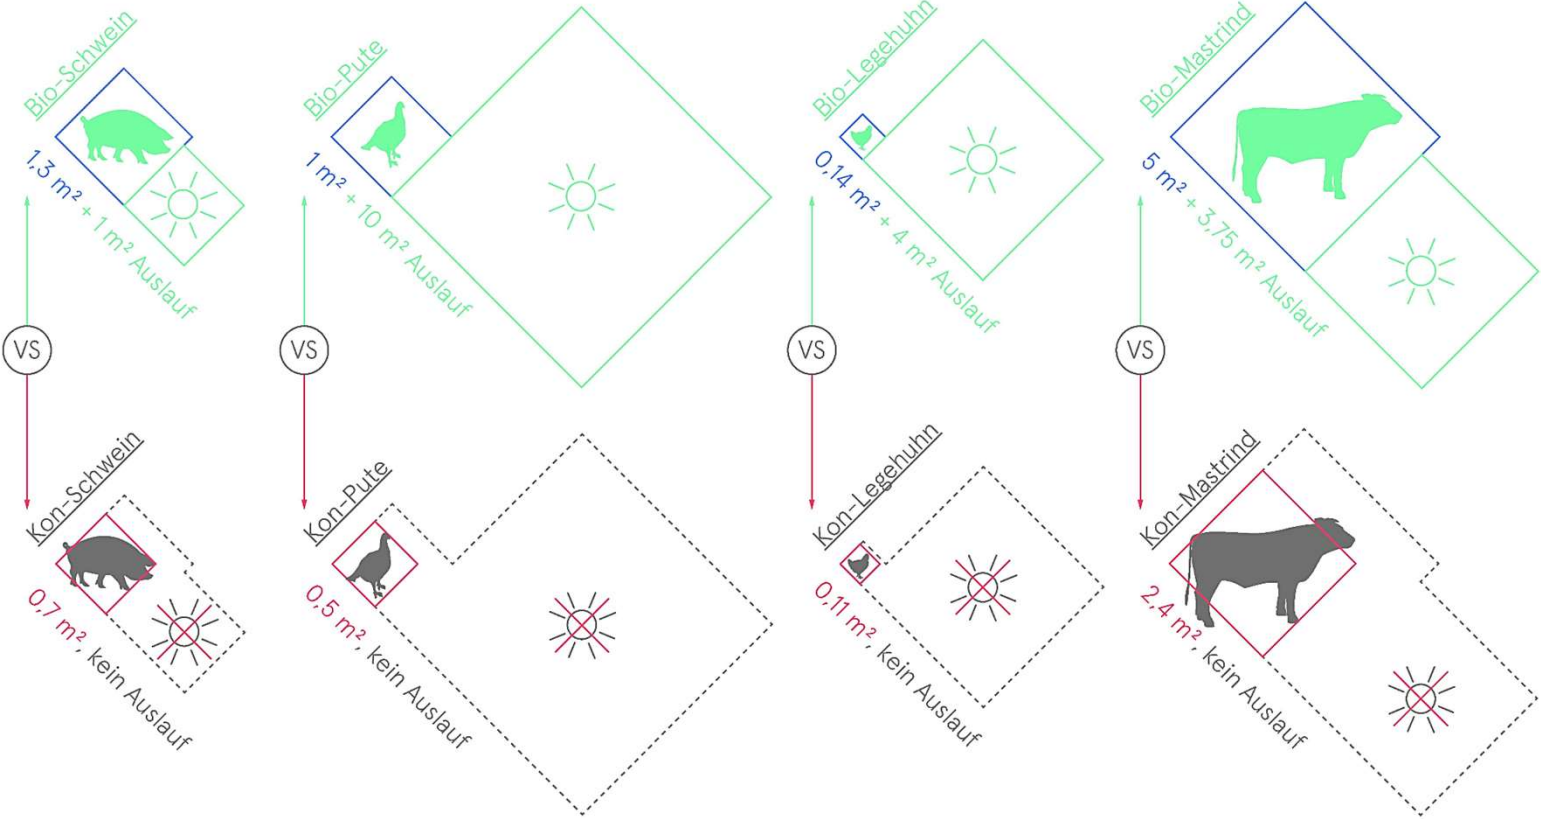 Bio-Schwein
1,3 m² + 1 m² Auslauf
VS
Kon-Schwein
0,7 m², kein Auslauf
Bio-Pute
1 m² + 10 m² Auslauf
VS
Kon-Pute
0,5 m², kein Auslauf
Bio-Legehuhn
0,14 m² + 4 m² Auslauf
VS
Kon-Legehuhn
0,11 m², kein Auslauf
Bio-Mastrind
5 m² + 3,75 m² Auslauf
VS
Kon-Mastrind
2,4 m², kein Auslauf